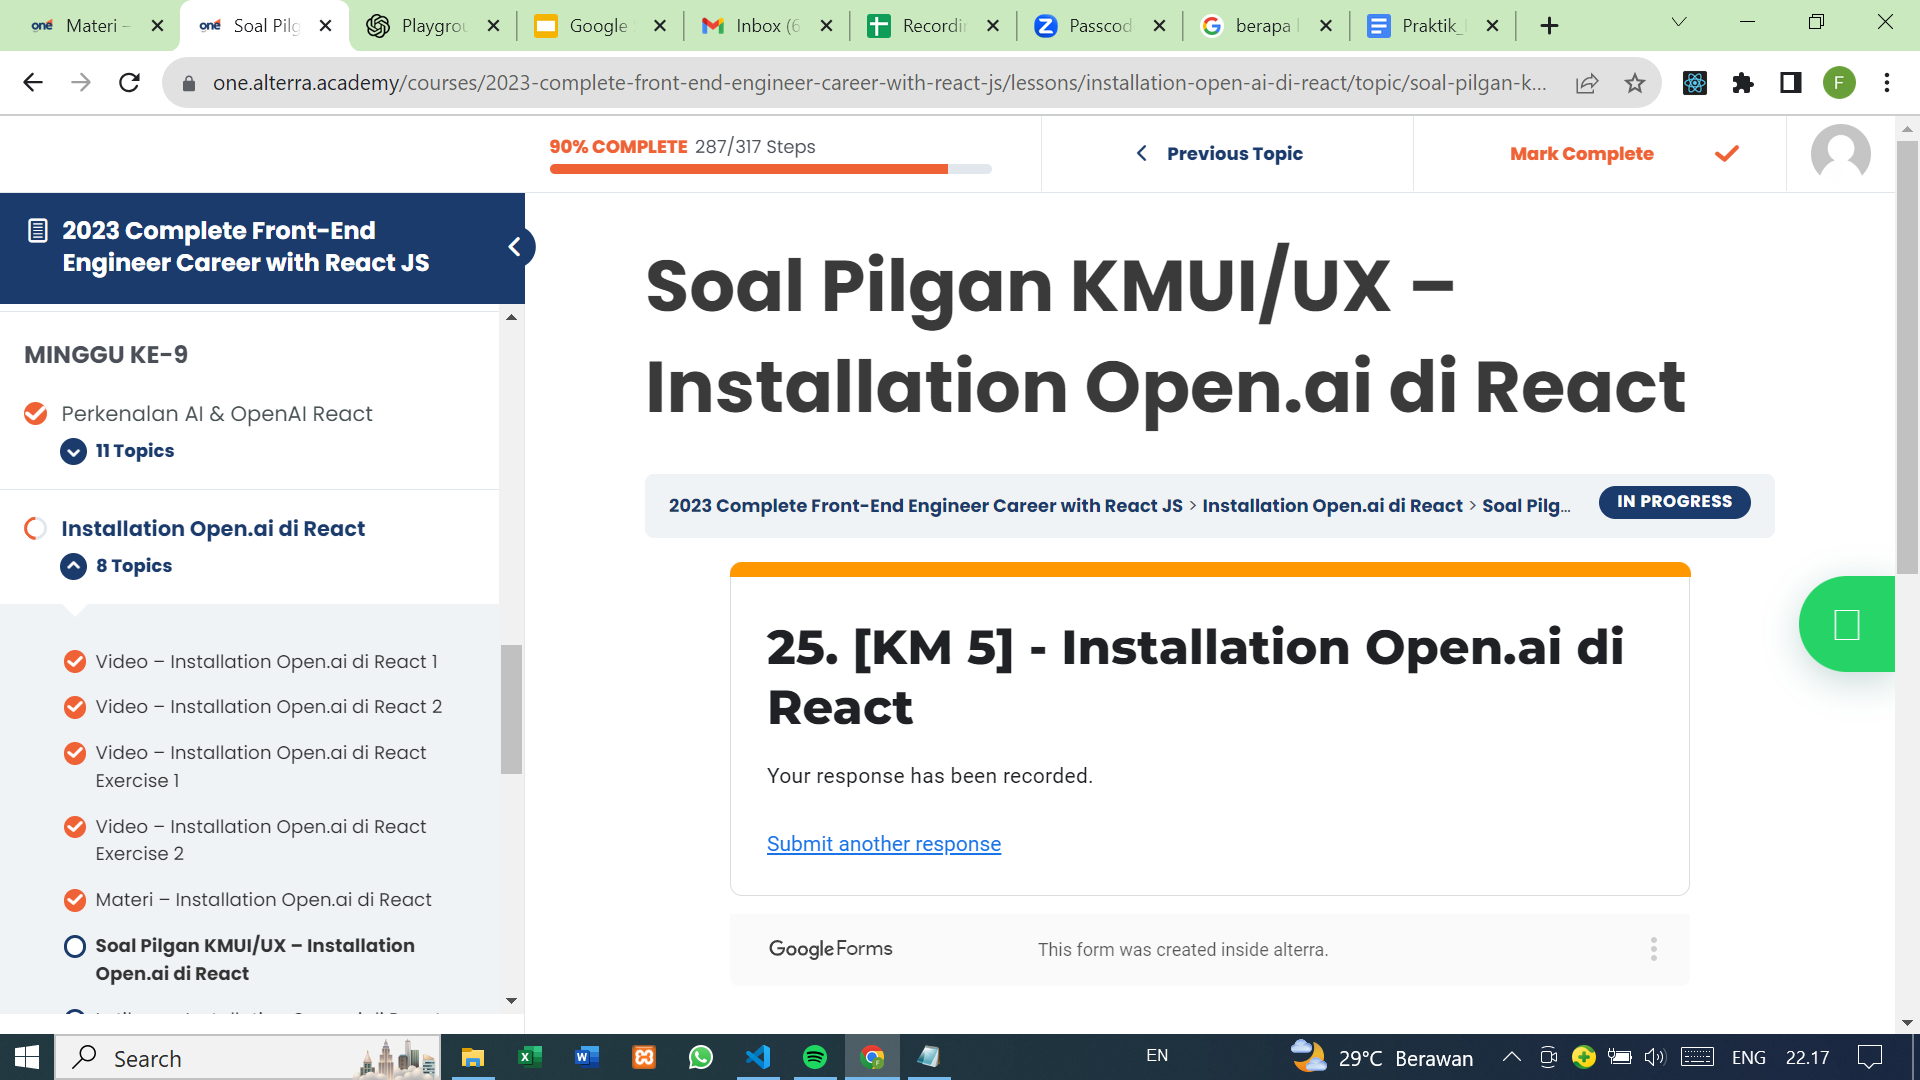 one Materi –
one Soal Pilg
Playgrou
Google
Inbox (6
Recordin
Passcod
berapa
Praktik_
one.alterra.academy/courses/2023-complete-front-end-engineer-career-with-react-js/lessons/installation-open-ai-di-react/topic/soal-pilgan-k...
F
90% COMPLETE 287/317 Steps
Previous Topic
Mark Complete
2023 Complete Front-End
Engineer Career with React JS
MINGGU KE-9
Perkenalan AI & OpenAI React
11 Topics
Installation Open.ai di React
8 Topics
Video – Installation Open.ai di React 1
Video – Installation Open.ai di React 2
Video – Installation Open.ai di React
Exercise 1
Video – Installation Open.ai di React
Exercise 2
Materi – Installation Open.ai di React
Soal Pilgan KMUI/UX – Installation
Open.ai di React
Soal Pilgan KMUI/UX –
Installation Open.ai di React
2023 Complete Front-End Engineer Career with React JS > Installation Open.ai di React > Soal Pilg...
IN PROGRESS
25. [KM 5] - Installation Open.ai di
React
Your response has been recorded.
Submit another response
Google Forms
This form was created inside alterra.
Search
EN
29°C Berawan
ENG
22.17